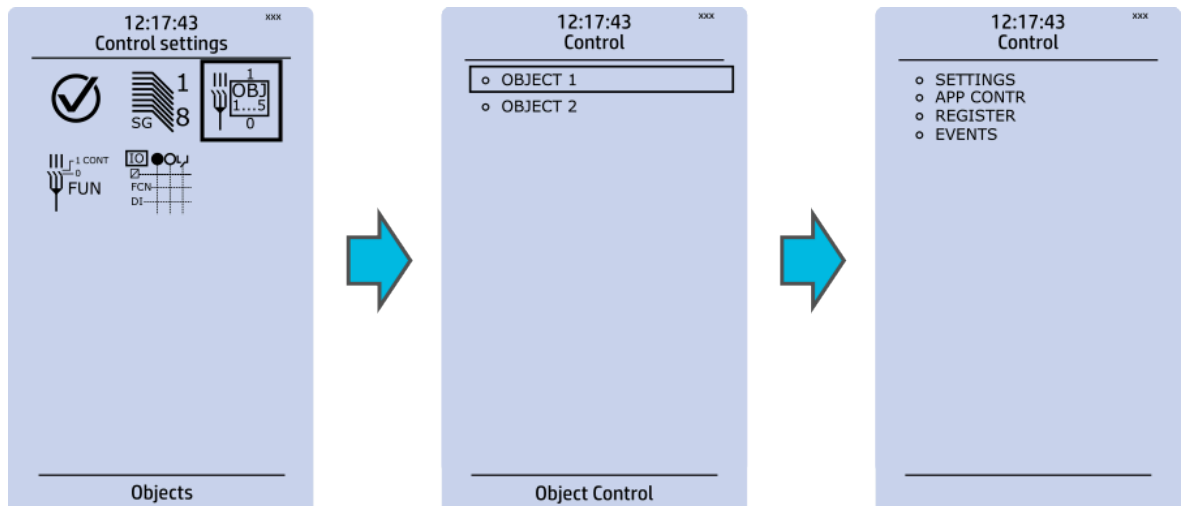 12:17:43 xxx
Control settings
1
SG 8
1
OBJ
1...5
0
1 CONT
0
FUN
IO
FCN
DI
Objects
12:17:43 xxx
Control
OBJECT 1
OBJECT 2
Object Control
12:17:43 xxx
Control
SETTINGS
APP CONTR
REGISTER
EVENTS